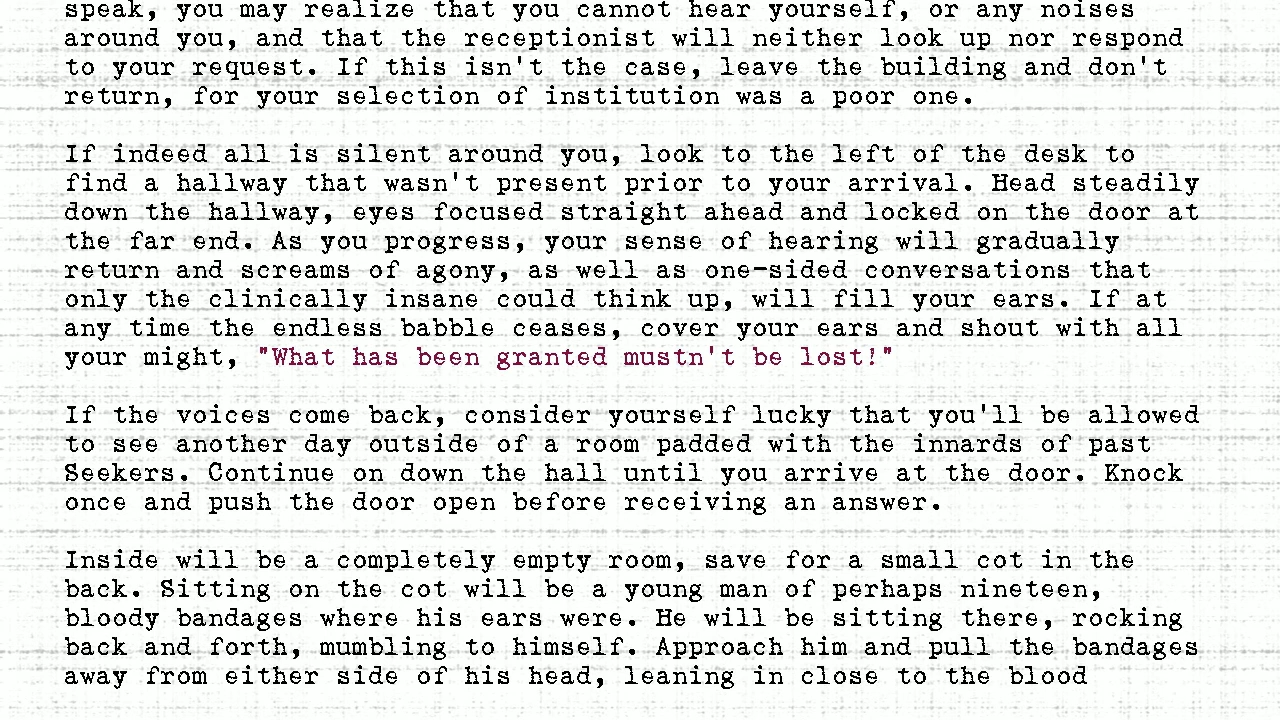 speak, you may realize that you cannot hear yourself, or any noises
around you, and that the receptionist will neither look up nor respond
to your request. If this isn't the case, leave the building and don't
return, for your selection of institution was a poor one.
If indeed all is silent around you, look to the left of the desk to
find a hallway that wasn't present prior to your arrival. Head steadily
down the hallway, eyes focused straight ahead and locked on the door at
the far end. As you progress, your sense of hearing will gradually
return and screams of agony, as well as one-sided conversations that
only the clinically insane could think up, will fill your ears. If at
any time the endless babble ceases, cover your ears and shout with all
your might, "What has been granted mustn't be lost!"
If the voices come back, consider yourself lucky that you'll be allowed
to see another day outside of a room padded with the innards of past
Seekers. Continue on down the hall until you arrive at the door. Knock
once and push the door open before receiving an answer.
Inside will be a completely empty room, save for a small cot in the
back. Sitting on the cot will be a young man of perhaps nineteen,
bloody bandages where his ears were. He will be sitting there, rocking
back and forth, mumbling to himself. Approach him and pull the bandages
away from either side of his head, leaning in close to the blood